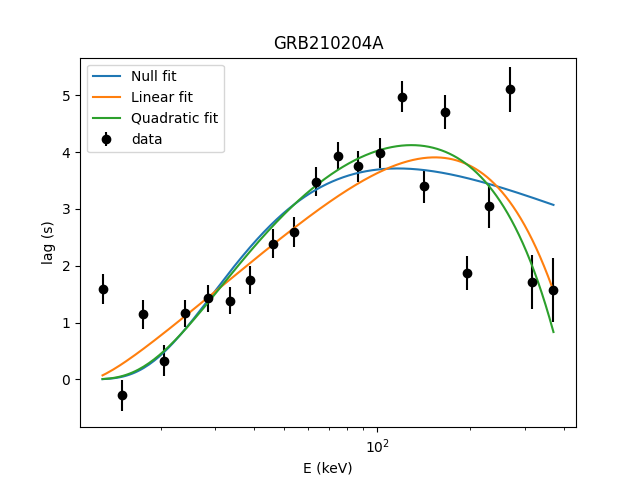 GRB210204A
Null fit
Linear fit
Quadratic fit
data
lag (s)
5
4
3
2
1
0
10²
E (keV)